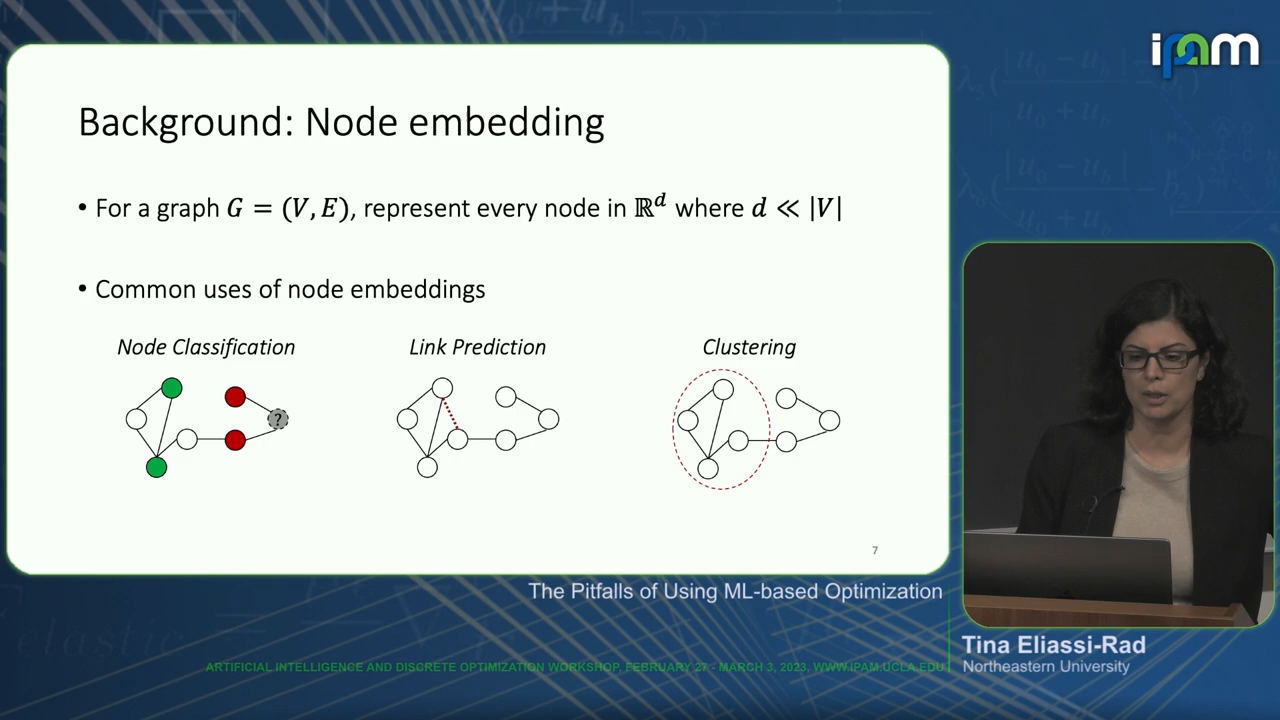 ipam
Background: Node embedding
• For a graph G = (V, E), represent every node in ℝᵈ where d ≪ |V|
• Common uses of node embeddings
Node Classification
Link Prediction
Clustering
?
7
The Pitfalls of Using ML-based Optimization
Tina Eliassi-Rad
Northeastern University
ARTIFICIAL INTELLIGENCE AND DISCRETE OPTIMIZATION WORKSHOP, FEBRUARY 27 - MARCH 3, 2023, WWW.IPAM.UCLA.EDU
elastic